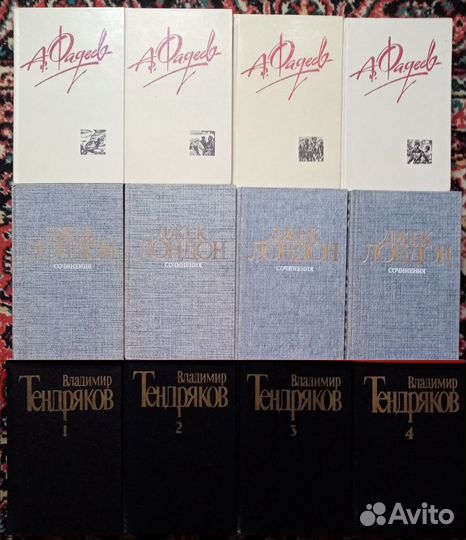 А. Фадеев
А. Фадеев
А. Фадеев
А. Фадеев
ДЖЕК
ЛОНДОН
СОЧИНЕНИЯ
ДЖЕК
ЛОНДОН
СОЧИНЕНИЯ
ДЖЕК
ЛОНДОН
СОЧИНЕНИЯ
ДЖЕК
ЛОНДОН
СОЧИНЕНИЯ
Владимир
Тендряков
1
Владимир
Тендряков
2
Владимир
Тендряков
3
Владимир
Тендряков
4
Avito